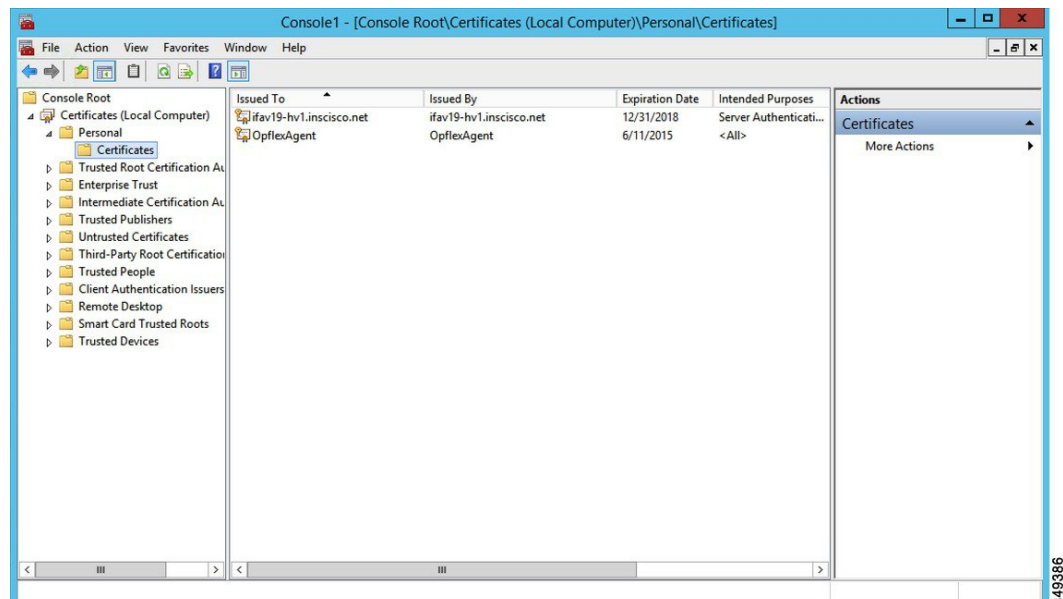 Console1 - [Console Root\Certificates (Local Computer)\Personal\Certificates]
File Action View Favorites Window Help
Console Root
Certificates (Local Computer)
Personal
Certificates
Trusted Root Certification Au
Enterprise Trust
Intermediate Certification Au
Trusted Publishers
Untrusted Certificates
Third-Party Root Certification
Trusted People
Client Authentication Issuers
Remote Desktop
Smart Card Trusted Roots
Trusted Devices
Issued To Issued By Expiration Date Intended Purposes
ifav19-hv1.inscisco.net ifav19-hv1.inscisco.net 12/31/2018 Server Authenticati...
OpflexAgent OpflexAgent 6/11/2015 <All>
Actions
Certificates
More Actions
49386